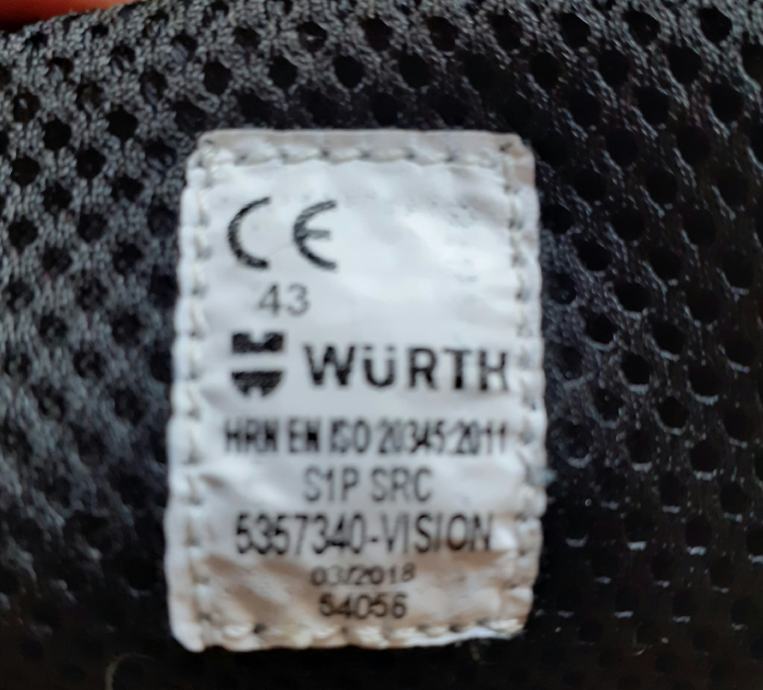 CE
43
WÜRTH
HRN EN ISO 20345:2011
S1P SRC
5357340-VISION
03/2018
54056